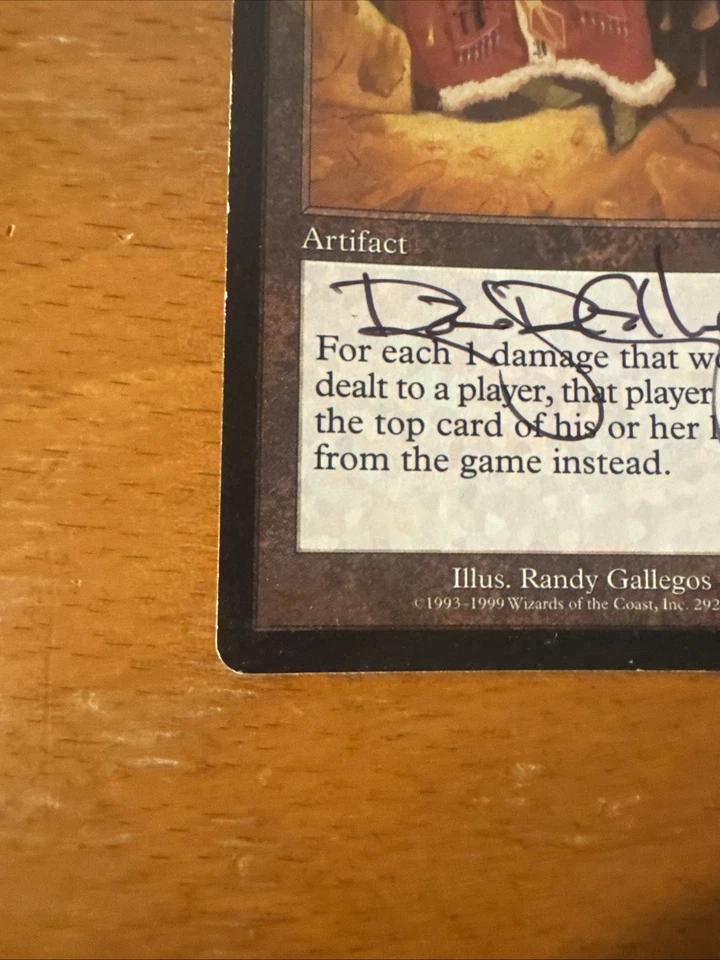 Artifact
For each 1 damage that
dealt to a player, that player
the top card of his or her
from the game instead.
Illus. Randy Gallegos
©1993-1999 Wizards of the Coast, Inc. 292